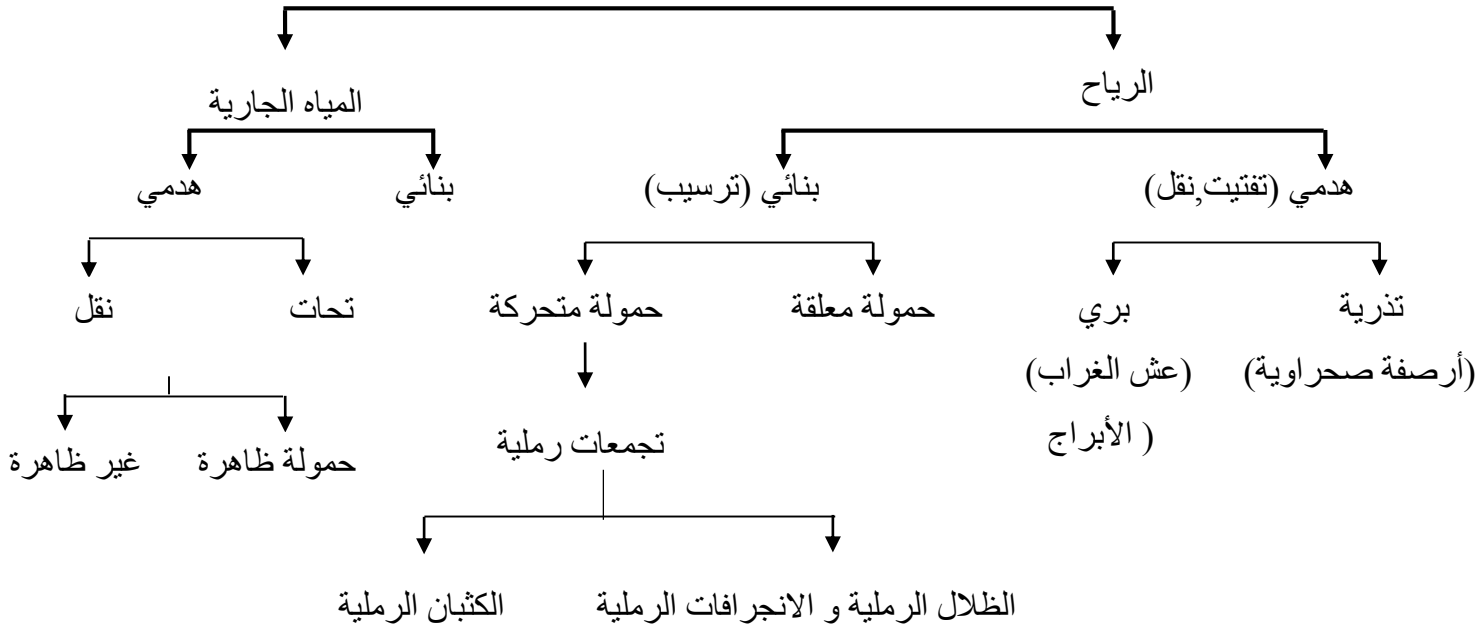 الرياح
المياه الجارية
هدمي (تفتيت,نقل)
بنائي (ترسيب)
بنائي
هدمي
تذرية
(أرصفة صحراوية)
بري
(عش الغراب)
( الأبراج
حمولة معلقة
حمولة متحركة
تحات
نقل
تجمعات رملية
حمولة ظاهرة
غير ظاهرة
الظلال الرملية و الانجرافات الرملية
الكثبان الرملية